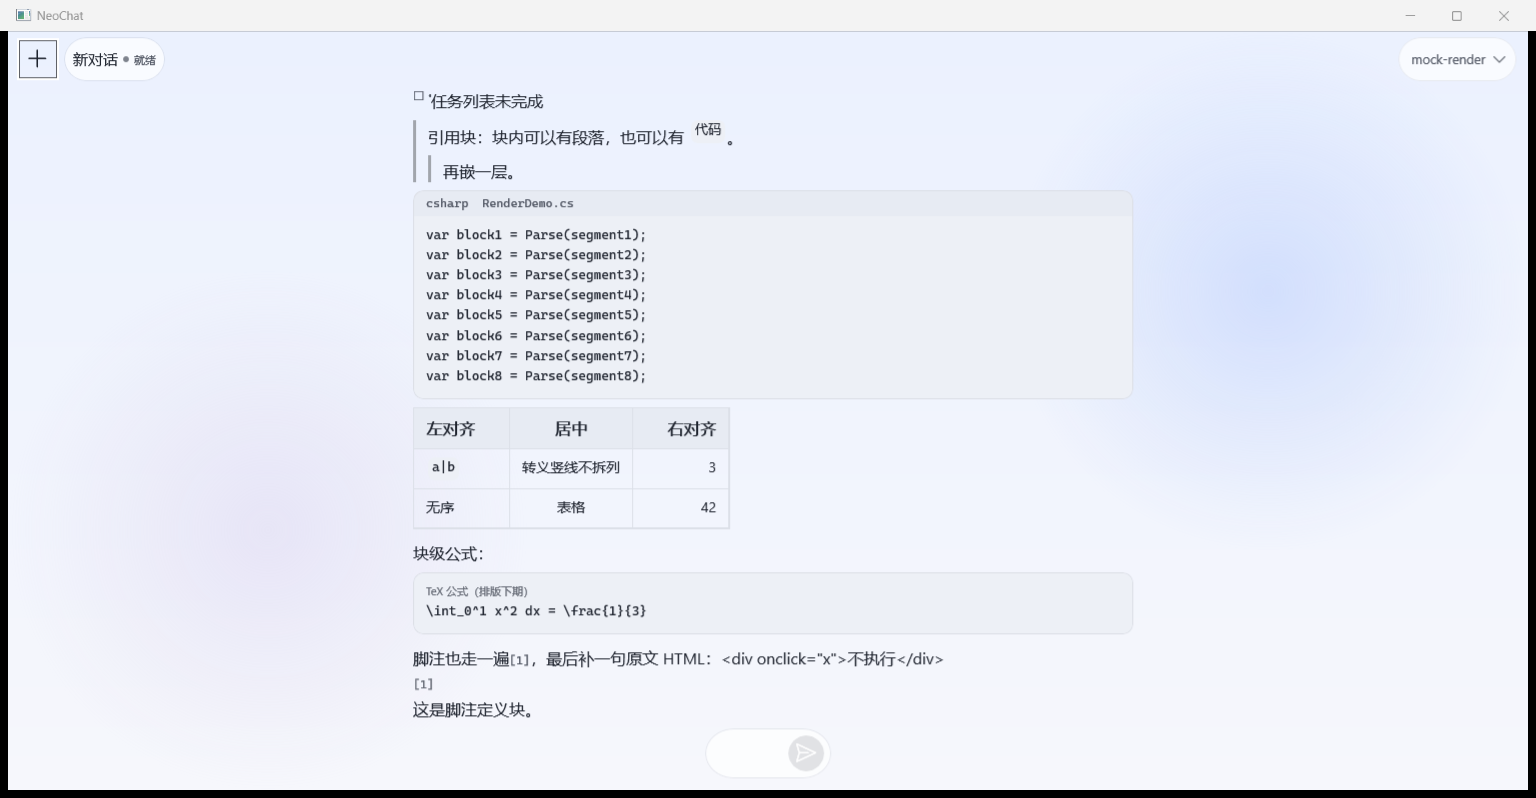 NeoChat
新对话 • 就绪
mock-render
☐ '任务列表未完成
引用块：块内可以有段落，也可以有 代码 。
再嵌一层。
csharp RenderDemo.cs
var block1 = Parse(segment1);
var block2 = Parse(segment2);
var block3 = Parse(segment3);
var block4 = Parse(segment4);
var block5 = Parse(segment5);
var block6 = Parse(segment6);
var block7 = Parse(segment7);
var block8 = Parse(segment8);
左对齐 居中 右对齐
a|b 转义竖线不拆列 3
无序 表格 42
块级公式：
TeX 公式（排版下期）
\int_0^1 x^2 dx = \frac{1}{3}
脚注也走一遍[1]，最后补一句原文 HTML：<div onclick="x">不执行</div>
[1]
这是脚注定义块。